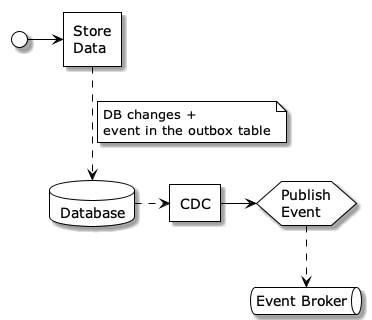 Store
Data
DB changes +
event in the outbox table
Database
CDC
Publish
Event
Event Broker